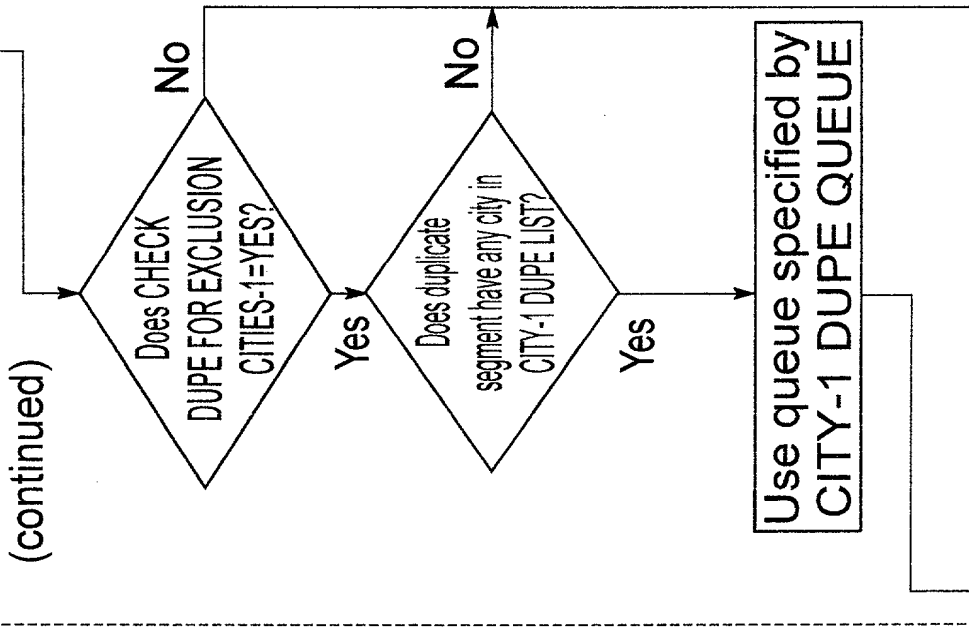 (continued)
Does CHECK
DUPE FOR EXCLUSION
CITIES-1=YES?
No
Yes
Does duplicate
segment have any city in
CITY-1 DUPE LIST?
No
Yes
Use queue specified by
CITY-1 DUPE QUEUE